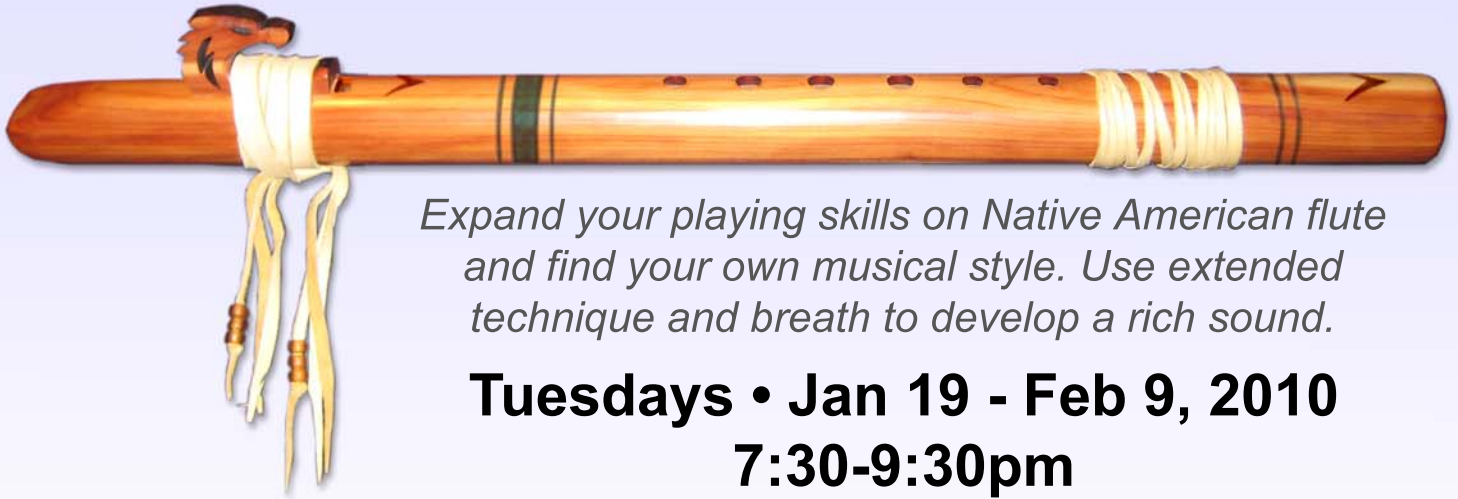 Expand your playing skills on Native American flute
and find your own musical style. Use extended
technique and breath to develop a rich sound.
Tuesdays • Jan 19 - Feb 9, 2010
7:30-9:30pm